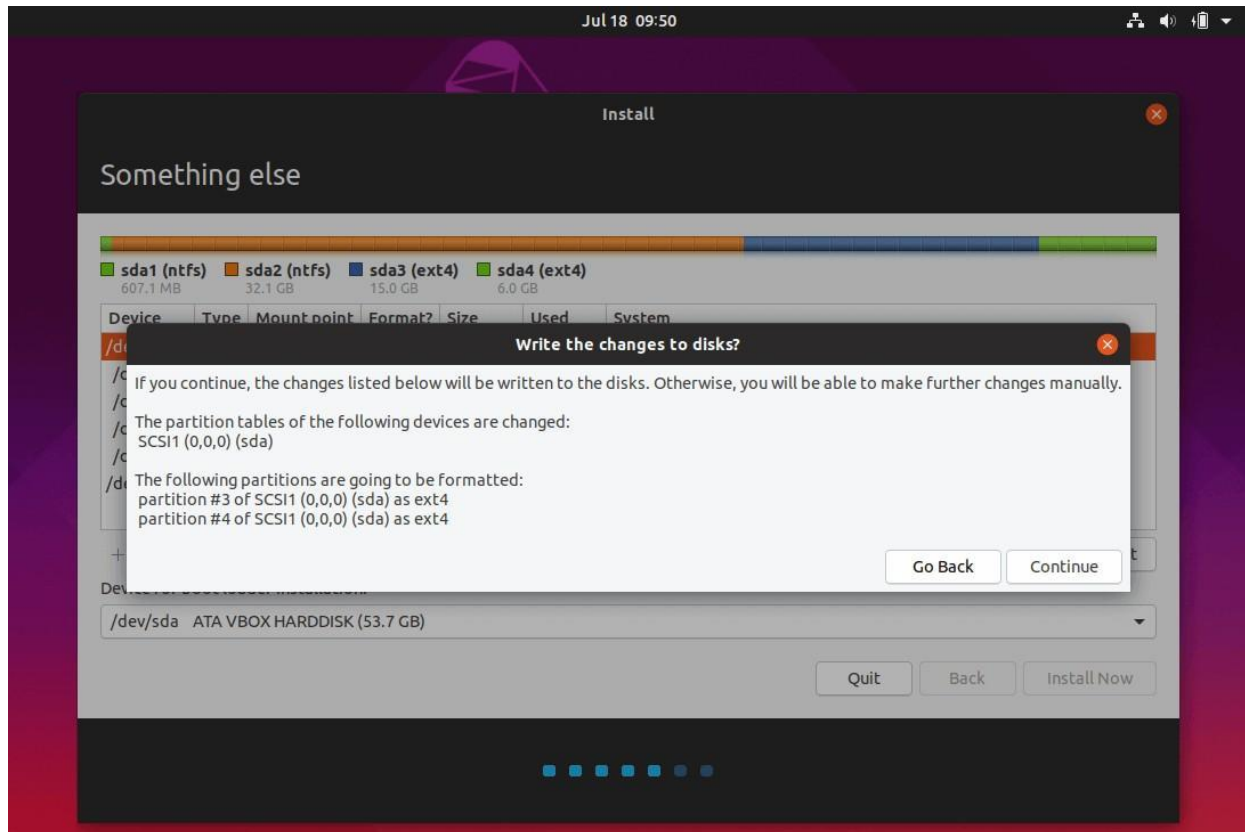 Jul 18 09:50
Install
Something else
sda1 (ntfs) sda2 (ntfs) sda3 (ext4) sda4 (ext4)
607.1 MB 32.1 GB 15.0 GB 6.0 GB
Device Type Mount point Format? Size Used System
Write the changes to disks?
If you continue, the changes listed below will be written to the disks. Otherwise, you will be able to make further changes manually.
The partition tables of the following devices are changed:
SCSI1 (0,0,0) (sda)
The following partitions are going to be formatted:
partition #3 of SCSI1 (0,0,0) (sda) as ext4
partition #4 of SCSI1 (0,0,0) (sda) as ext4
Go Back Continue
/dev/sda ATA VBOX HARDDISK (53.7 GB)
Quit Back Install Now